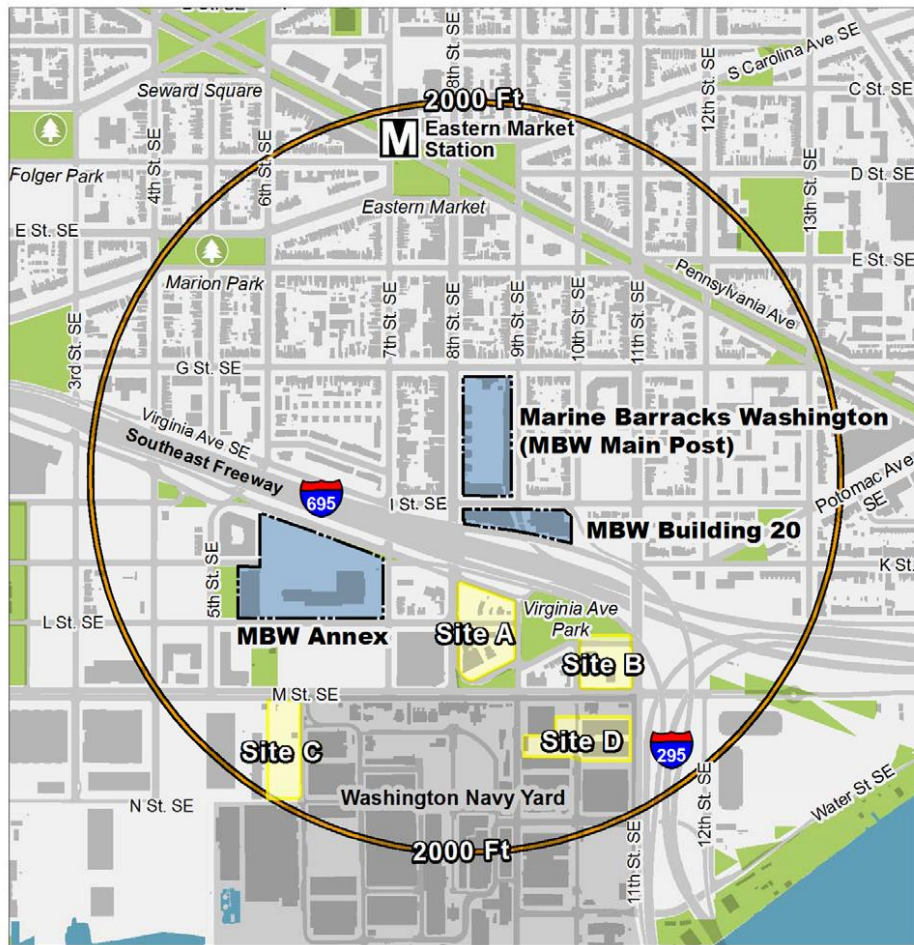 8th St. SE
12th St. SE
S Carolina Ave SE
Seward Square
C St. SE
2000 Ft
M
Eastern Market
Station
Folger Park
4th St. SE
6th St. SE
D St. SE
13th St. SE
Eastern Market
E St. SE
E St. SE
Marion Park
Pennsylvania Ave
3rd St. SE
7th St. SE
8th St. SE
9th St. SE
10th St. SE
11th St. SE
G St. SE
Virginia Ave SE
Southeast Freeway
Marine Barracks Washington
(MBW Main Post)
695
I St. SE
Potomac Ave
SE
MBW Building 20
K St.
5th St. SE
L St. SE
MBW Annex
Site A
Virginia Ave
Park
Site B
M St. SE
Site C
Site D
295
N St. SE
Washington Navy Yard
12th St. SE
Water St SE
2000 Ft
11th St. SE